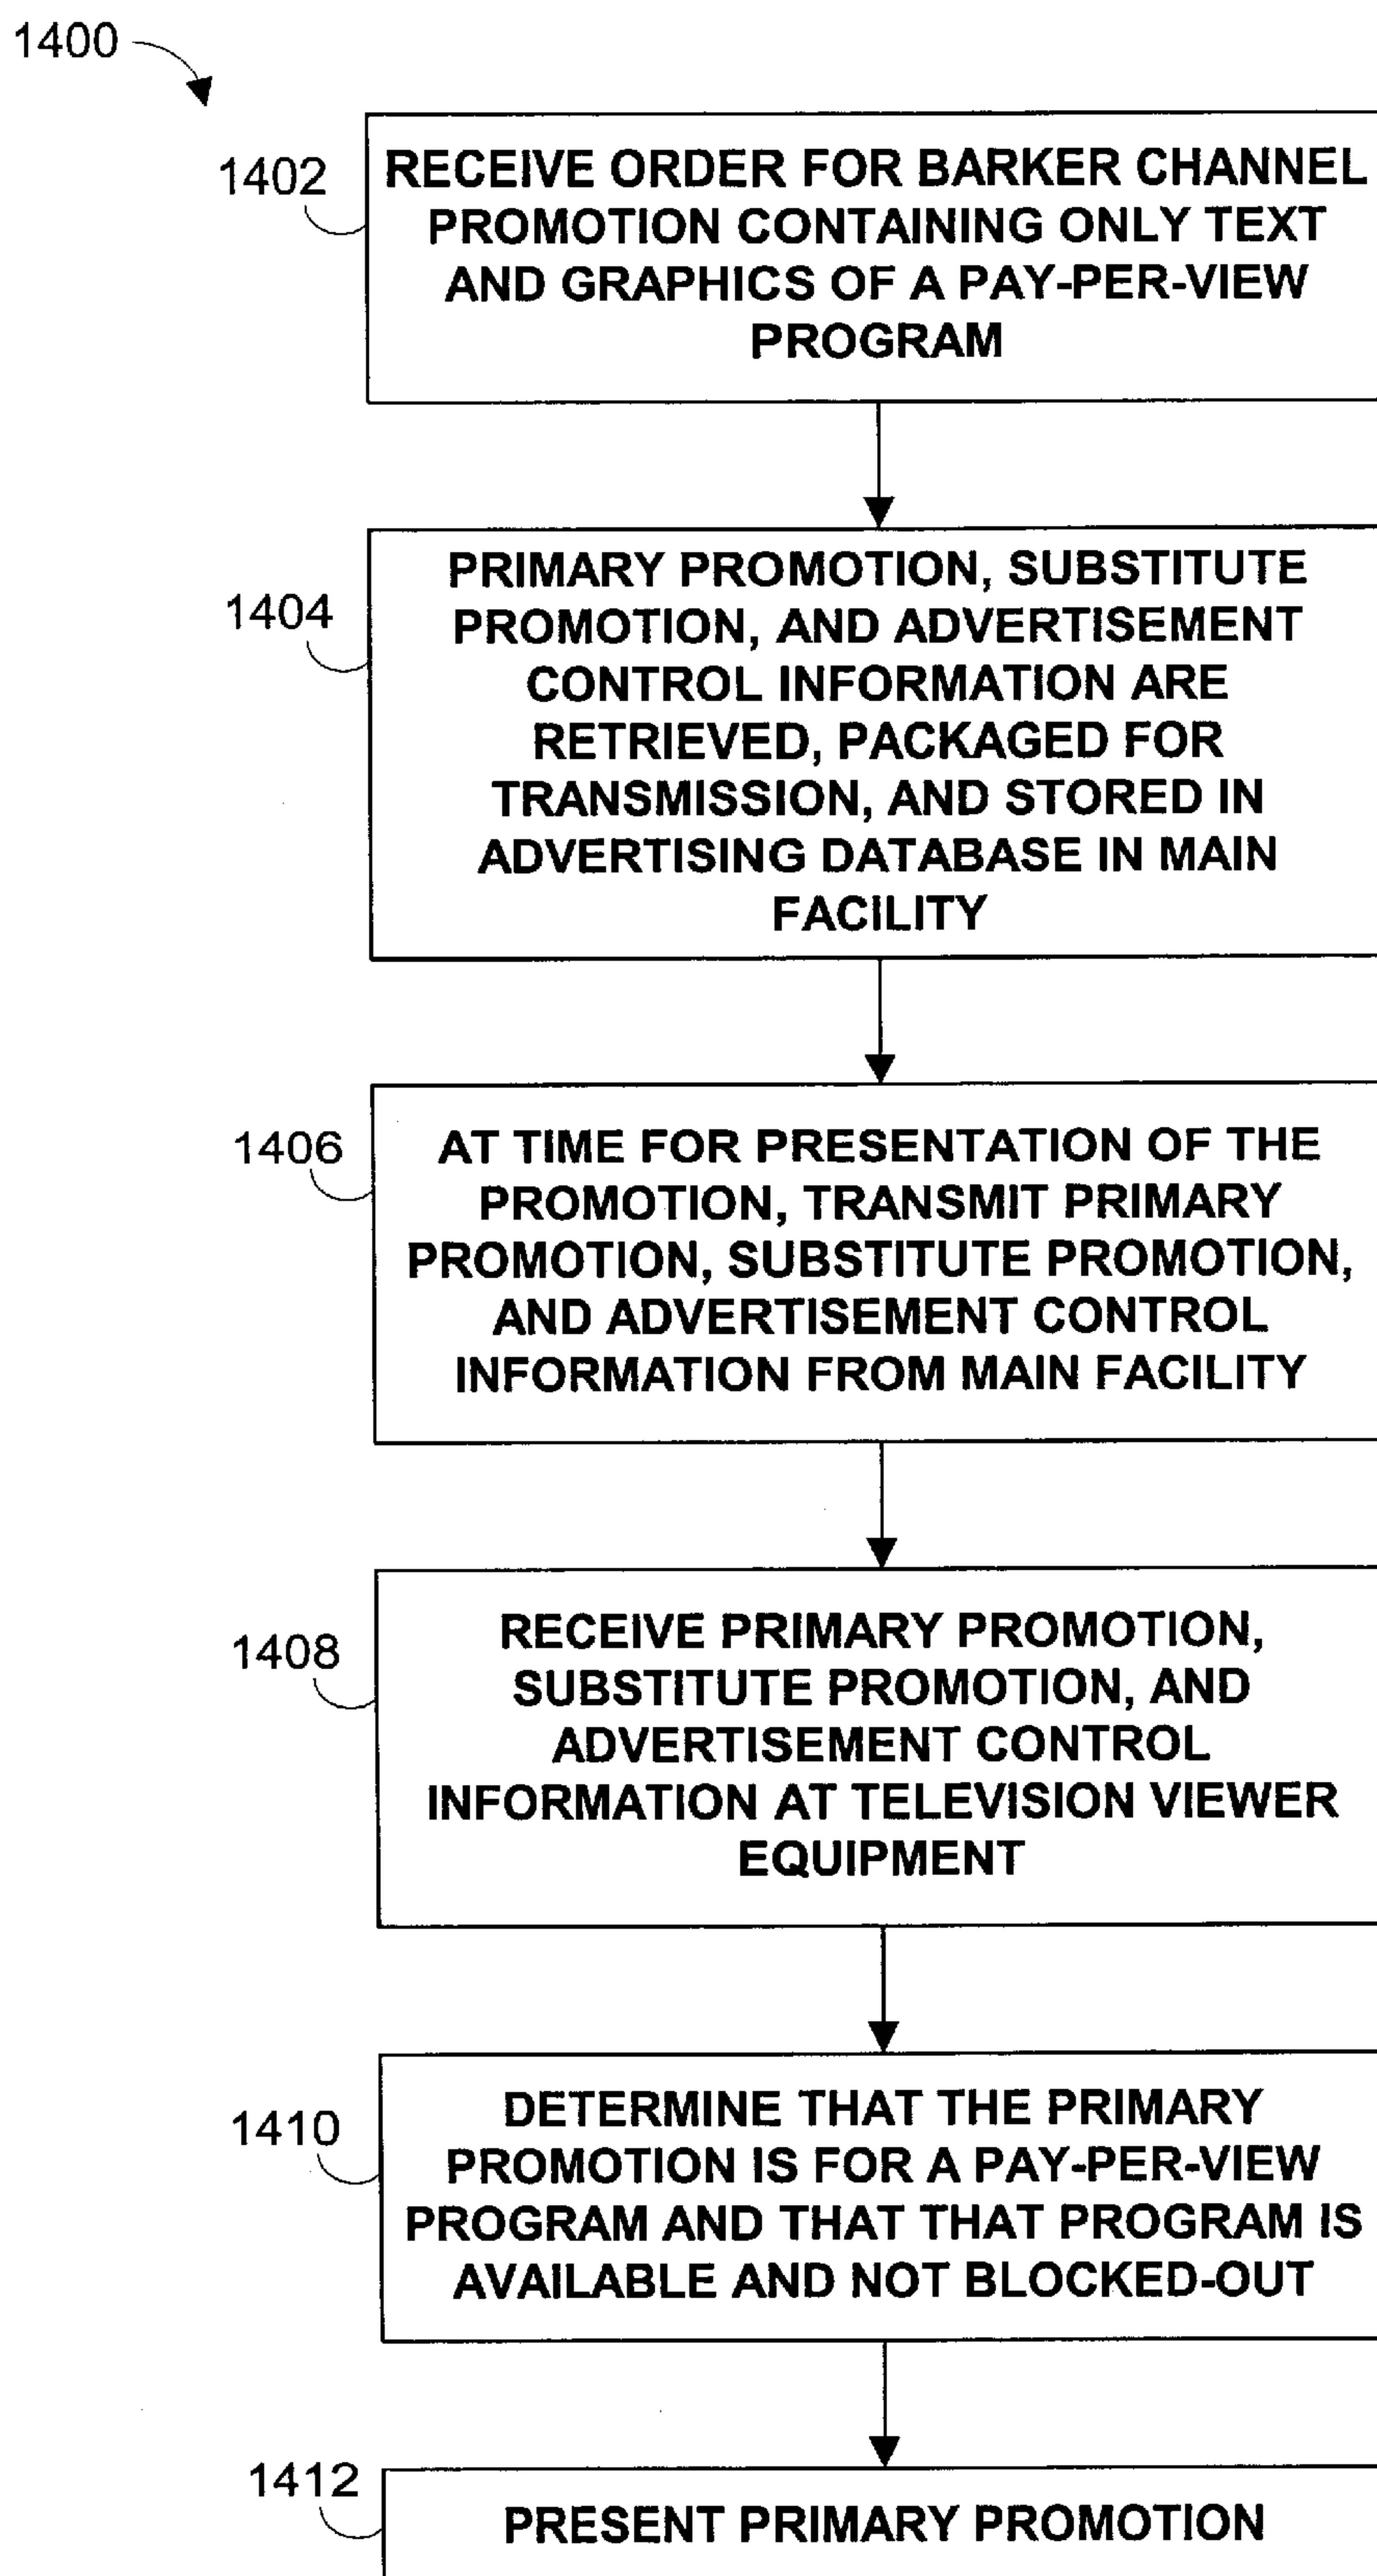 1400
1402
RECEIVE ORDER FOR BARKER CHANNEL
PROMOTION CONTAINING ONLY TEXT
AND GRAPHICS OF A PAY-PER-VIEW
PROGRAM
1404
PRIMARY PROMOTION, SUBSTITUTE
PROMOTION, AND ADVERTISEMENT
CONTROL INFORMATION ARE
RETRIEVED, PACKAGED FOR
TRANSMISSION, AND STORED IN
ADVERTISING DATABASE IN MAIN
FACILITY
1406
AT TIME FOR PRESENTATION OF THE
PROMOTION, TRANSMIT PRIMARY
PROMOTION, SUBSTITUTE PROMOTION,
AND ADVERTISEMENT CONTROL
INFORMATION FROM MAIN FACILITY
1408
RECEIVE PRIMARY PROMOTION,
SUBSTITUTE PROMOTION, AND
ADVERTISEMENT CONTROL
INFORMATION AT TELEVISION VIEWER
EQUIPMENT
1410
DETERMINE THAT THE PRIMARY
PROMOTION IS FOR A PAY-PER-VIEW
PROGRAM AND THAT THAT PROGRAM IS
AVAILABLE AND NOT BLOCKED-OUT
1412
PRESENT PRIMARY PROMOTION